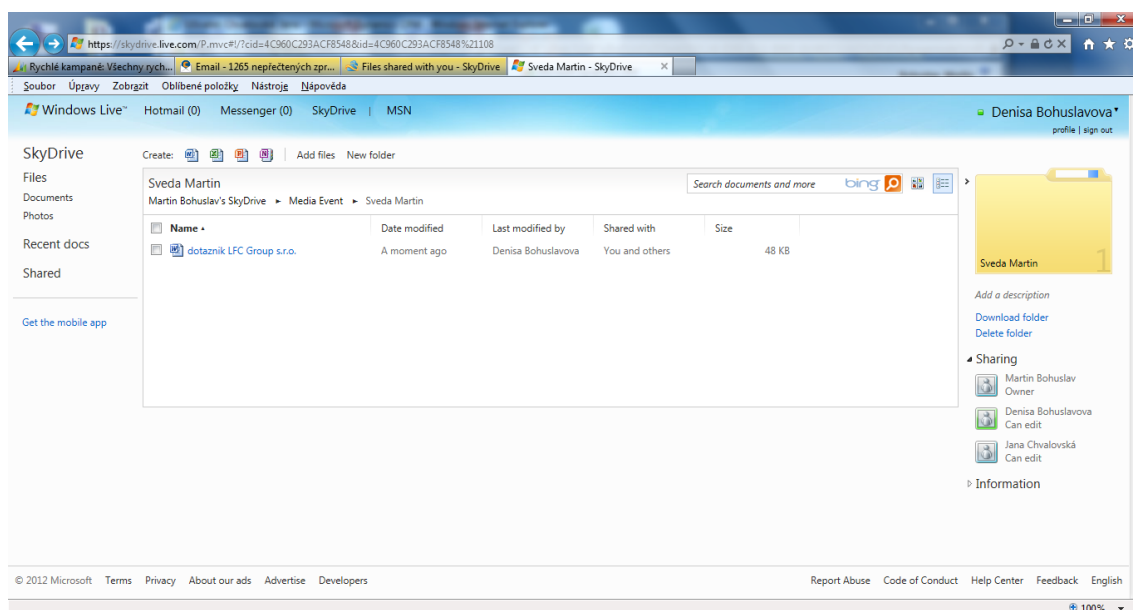 https://skydrive.live.com/P.mvc#!/?cid=4C960C293ACF8548&id=4C960C293ACF8548%21108
Rychlé kampaně: Všechny rych... Email - 1265 nepřečtených zpr... Files shared with you - SkyDrive Sveda Martin - SkyDrive
Soubor Úpravy Zobrazit Oblíbené položky Nástroje Nápověda
Windows Live™ Hotmail (0) Messenger (0) SkyDrive | MSN Denisa Bohuslavova
profile | sign out
SkyDrive Create: Add files New folder
Files
Documents
Photos
Recent docs
Shared
Get the mobile app
Sveda Martin Search documents and more bing
Martin Bohuslav's SkyDrive ► Media Event ► Sveda Martin
Name Date modified Last modified by Shared with Size
dotaznik LFC Group s.r.o. A moment ago Denisa Bohuslavova You and others 48 KB
Sveda Martin 1
Add a description
Download folder
Delete folder
Sharing
Martin Bohuslav
Owner
Denisa Bohuslavova
Can edit
Jana Chvalovská
Can edit
Information
© 2012 Microsoft Terms Privacy About our ads Advertise Developers Report Abuse Code of Conduct Help Center Feedback English
100%